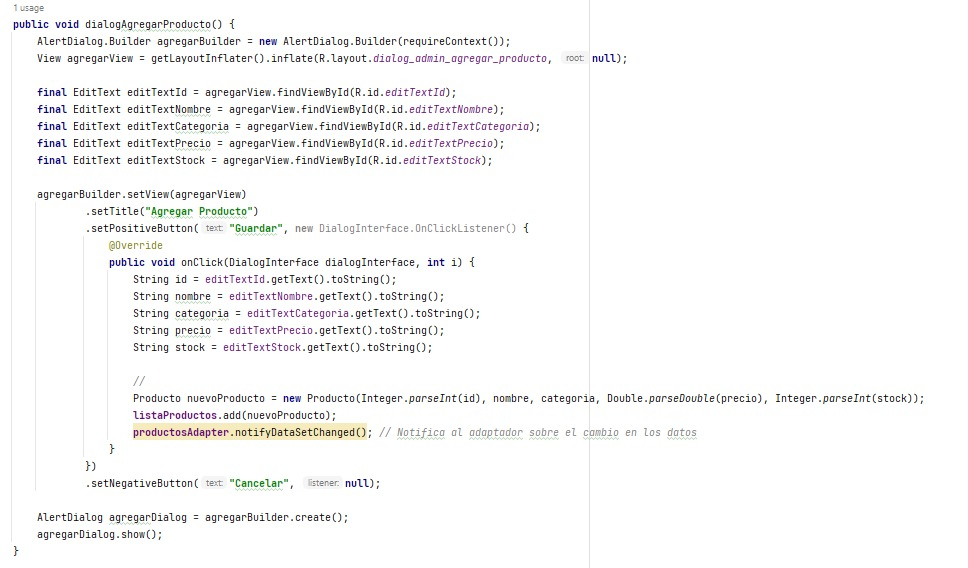 1 usage
public void dialogAgregarProducto() {
    AlertDialog.Builder agregarBuilder = new AlertDialog.Builder(requireContext());
    View agregarView = getLayoutInflater().inflate(R.layout.dialog_admin_agregar_producto, root: null);

    final EditText editTextId = agregarView.findViewById(R.id.editTextId);
    final EditText editTextNombre = agregarView.findViewById(R.id.editTextNombre);
    final EditText editTextCategoria = agregarView.findViewById(R.id.editTextCategoria);
    final EditText editTextPrecio = agregarView.findViewById(R.id.editTextPrecio);
    final EditText editTextStock = agregarView.findViewById(R.id.editTextStock);

    agregarBuilder.setView(agregarView)
            .setTitle("Agregar Producto")
            .setPositiveButton( text: "Guardar", new DialogInterface.OnClickListener() {
                @Override
                public void onClick(DialogInterface dialogInterface, int i) {
                    String id = editTextId.getText().toString();
                    String nombre = editTextNombre.getText().toString();
                    String categoria = editTextCategoria.getText().toString();
                    String precio = editTextPrecio.getText().toString();
                    String stock = editTextStock.getText().toString();

                    //
                    Producto nuevoProducto = new Producto(Integer.parseInt(id), nombre, categoria, Double.parseDouble(precio), Integer.parseInt(stock));
                    listaProductos.add(nuevoProducto);
                    productosAdapter.notifyDataSetChanged(); // Notifica al adaptador sobre el cambio en los datos
                }
            })
            .setNegativeButton( text: "Cancelar", listener: null);

    AlertDialog agregarDialog = agregarBuilder.create();
    agregarDialog.show();
}